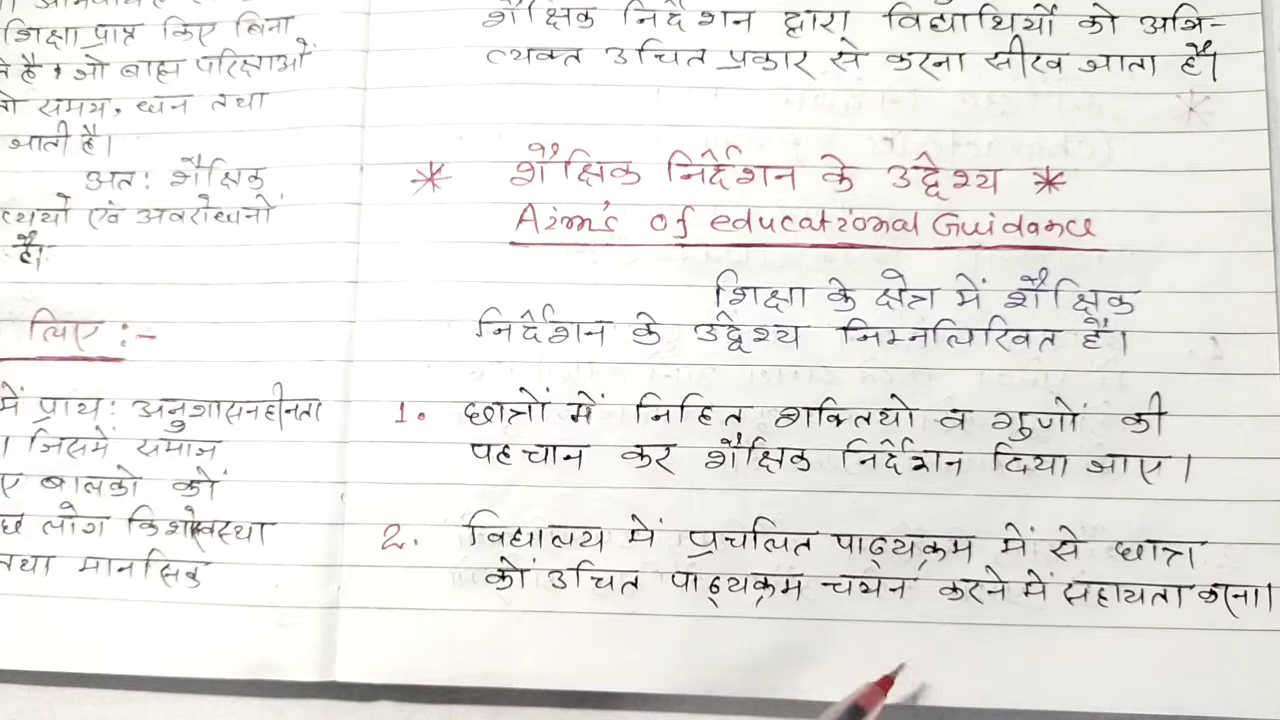 शिक्षा प्राप्त किए बिना
है। जो बाह्य परिक्षाओं
समय, धन तथा
जाती है।
अतः शैक्षिक
एवं अवरोधनो
है।
लिए :-
में प्रायः अनुशासनहीनता
। जिसमें समाज
ए बालको को
लोग किशोरवस्था
तथा मानसिक
शैक्षिक निर्देशन द्वारा विद्यार्थियों को अभि-
व्यक्त उचित प्रकार से करना सीख जाता है।
* शैक्षिक निर्देशन के उद्देश्य *
Aim's of educational Guidance
शिक्षा के क्षेत्र में शैक्षिक
निर्देशन के उद्देश्य निम्नलिखित हैं।
1. छात्रों में निहित शक्तियो व गुणों की
पहचान कर शैक्षिक निर्देशन दिया जाए।
2. विद्यालय में प्रचलित पाठ्यक्रम में से छात्रा
कों उचित पाठ्यक्रम चयन करने में सहायता करना।